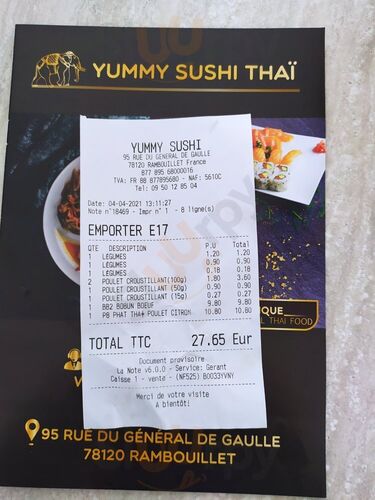 YUMMY SUSHI THAÏ
YUMMY SUSHI
95 RUE DU GENERAL DE GAULLE
78120 RAMBOUILLET France
877 895 68000016
TVA: FR 88 877895680 - NAF: 5610C
Tel: 09 50 12 85 04
Date: 04-04-2021 13:11:27
Note n°18469 - Impr n° 1 - 8 ligne(s)
EMPORTER E17
QTE DESCRIPTION P.U Total
1 LEGUMES 1.20 1.20
1 LEGUMES 0.90 0.90
1 LEGUMES 0.18 0.18
2 POULET CROUSTILLANT(100g) 1.80 3.60
1 POULET CROUSTILLANT(50g) 0.90 0.90
1 POULET CROUSTILLANT(15g) 0.27 0.27
1 BB2 BOBUN BOEUF 9.80 9.80
1 P8 PHAT THAI POULET CITRON 10.80 10.80
TOTAL TTC 27.65 Eur
Document provisoire
La Note v6.0.0 - Service: Gerant
Caisse 1 - vente - (NF525) B0033YVNY
Merci de votre visite
A bientôt!
QUE
L THAI FOOD
95 RUE DU GÉNÉRAL DE GAULLE
78120 RAMBOUILLET